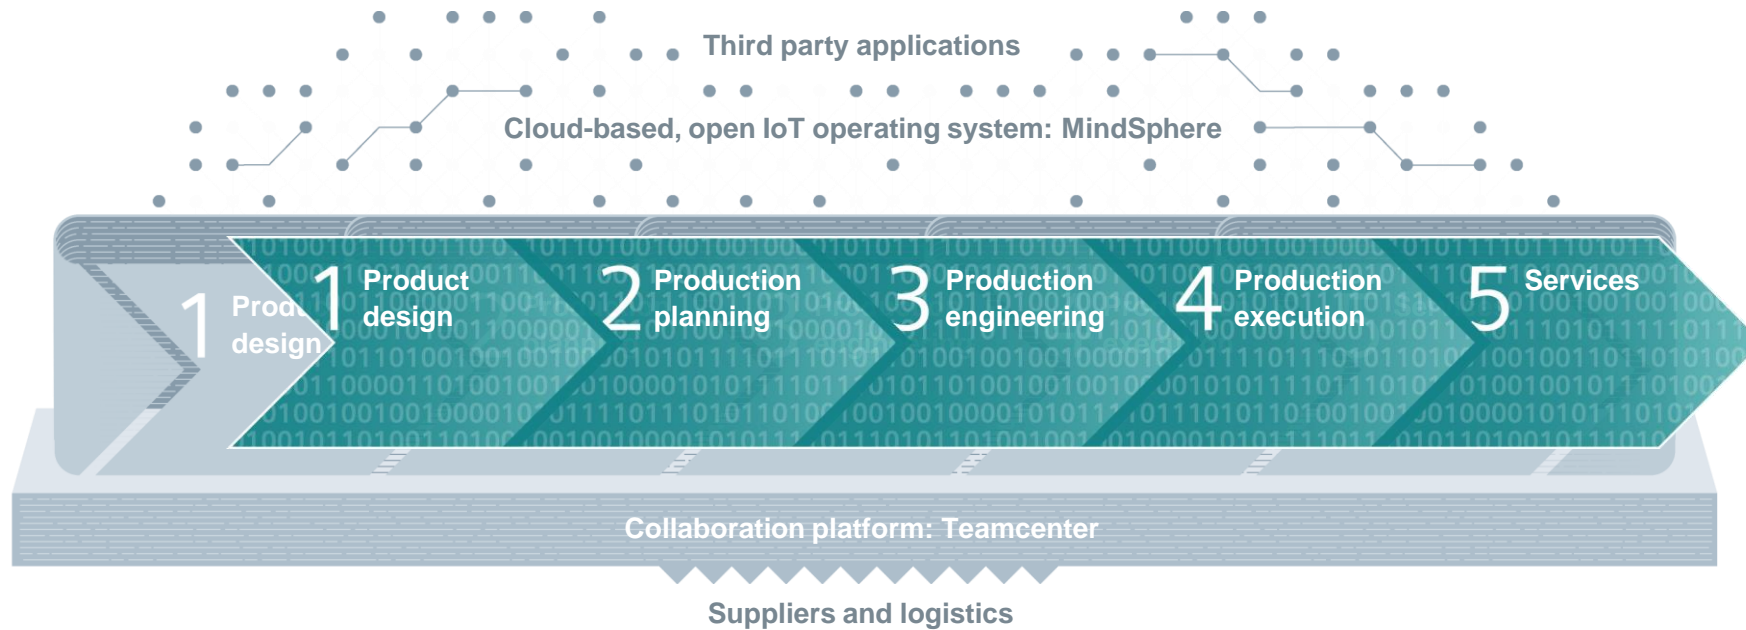 Third party applications
Cloud-based, open IoT operating system: MindSphere
1 Product
design
2 Production
planning
3 Production
engineering
4 Production
execution
5 Services
1 Produ
design
Collaboration platform: Teamcenter
Suppliers and logistics